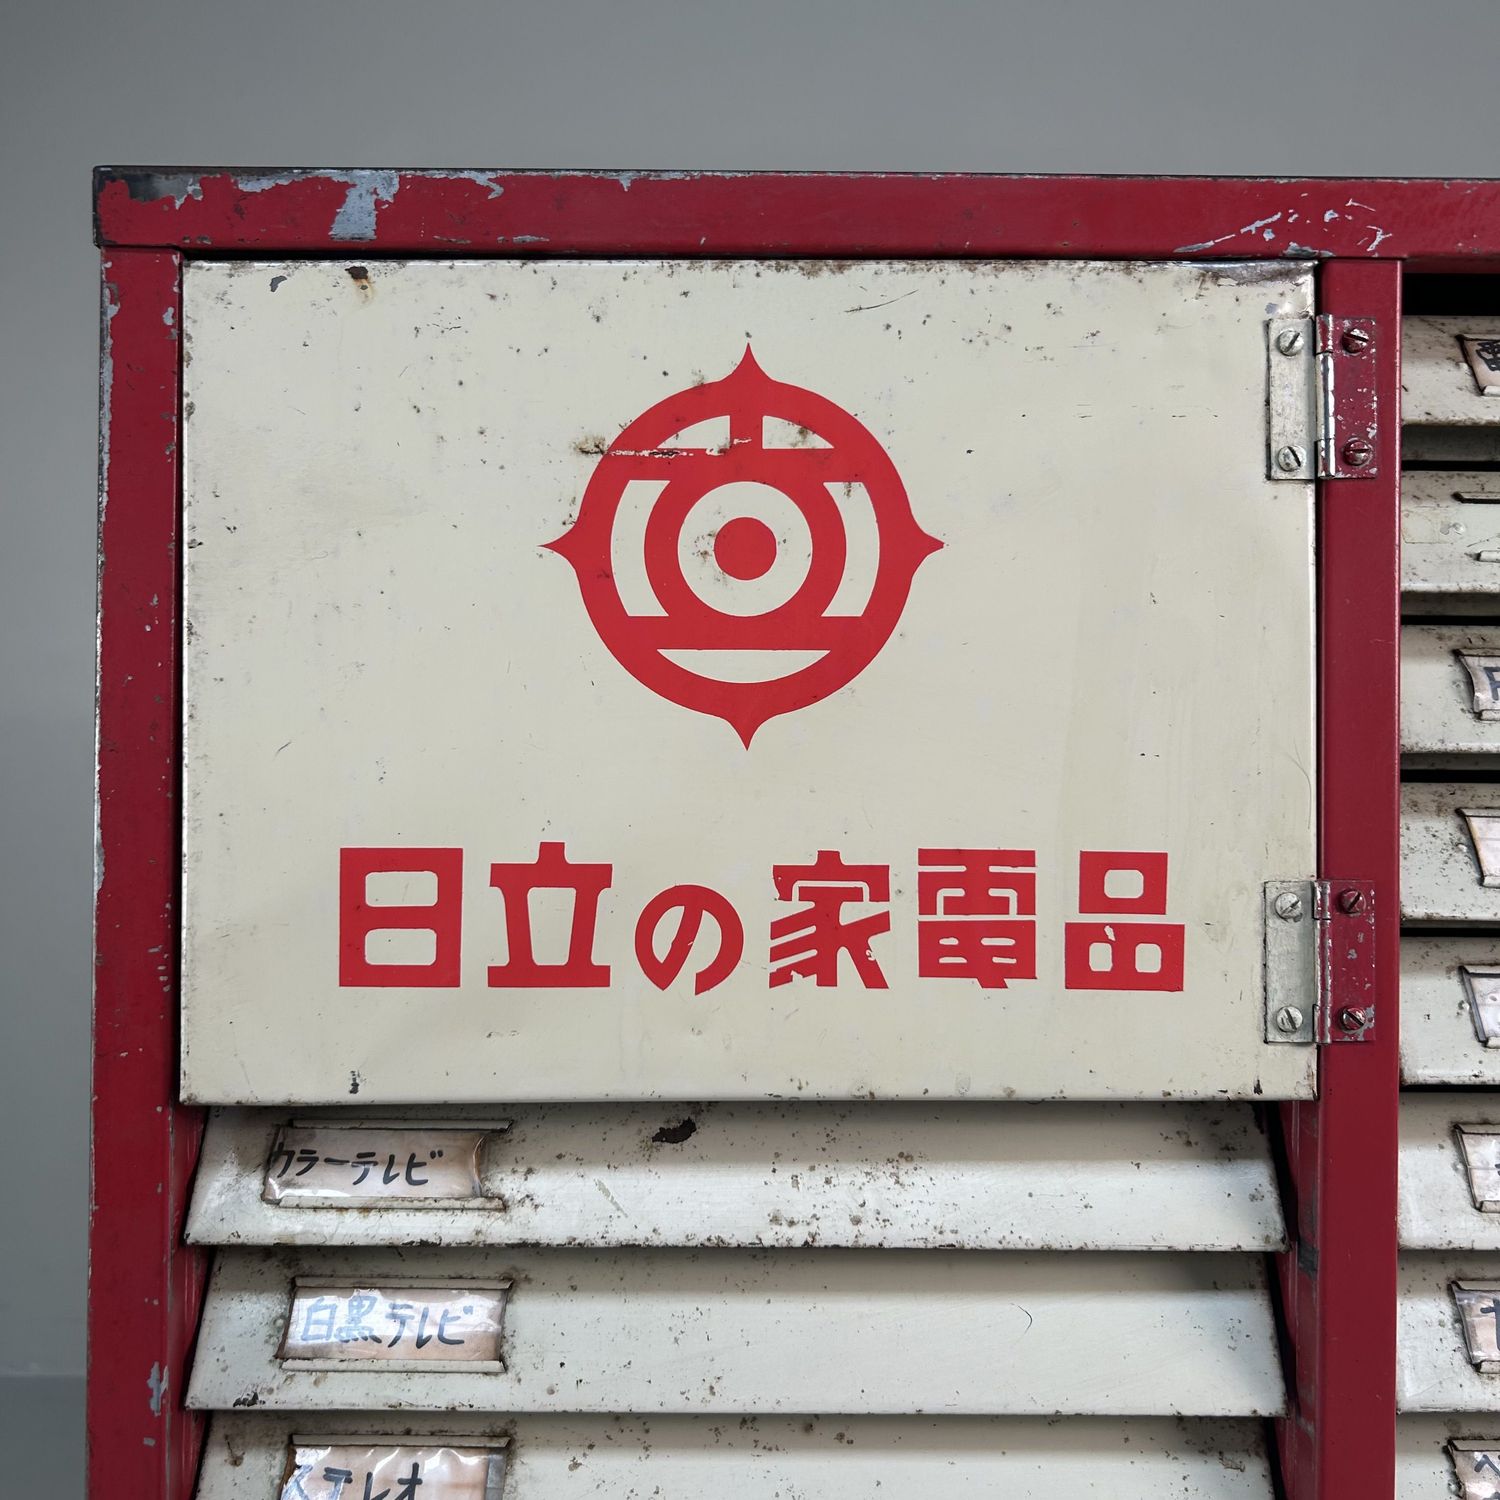 日立の家電品
カラーテレビ
白黒テレビ
ステレオ